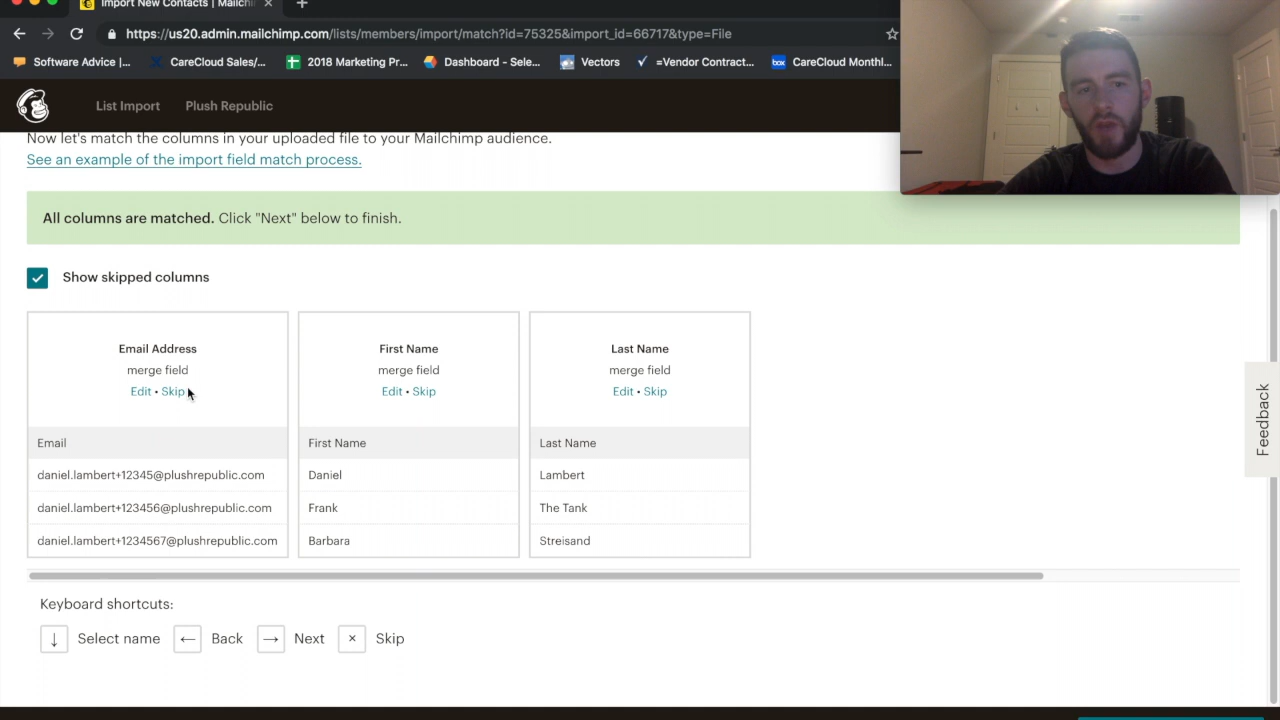 Import New Contacts | Mailchi
https://us20.admin.mailchimp.com/lists/members/import/match?id=75325&import_id=66717&type=File
Software Advice |... CareCloud Sales/... 2018 Marketing Pr... Dashboard - Sele... Vectors =Vendor Contract... CareCloud Monthl...
List Import Plush Republic
Now let's match the columns in your uploaded file to your Mailchimp audience.
See an example of the import field match process.
All columns are matched. Click "Next" below to finish.
Show skipped columns
Email Address First Name Last Name
merge field merge field merge field
Edit • Skip Edit • Skip Edit • Skip
Email First Name Last Name
daniel.lambert+12345@plushrepublic.com Daniel Lambert
daniel.lambert+123456@plushrepublic.com Frank The Tank
daniel.lambert+1234567@plushrepublic.com Barbara Streisand
Feedback
Keyboard shortcuts:
↓ Select name ← Back → Next × Skip